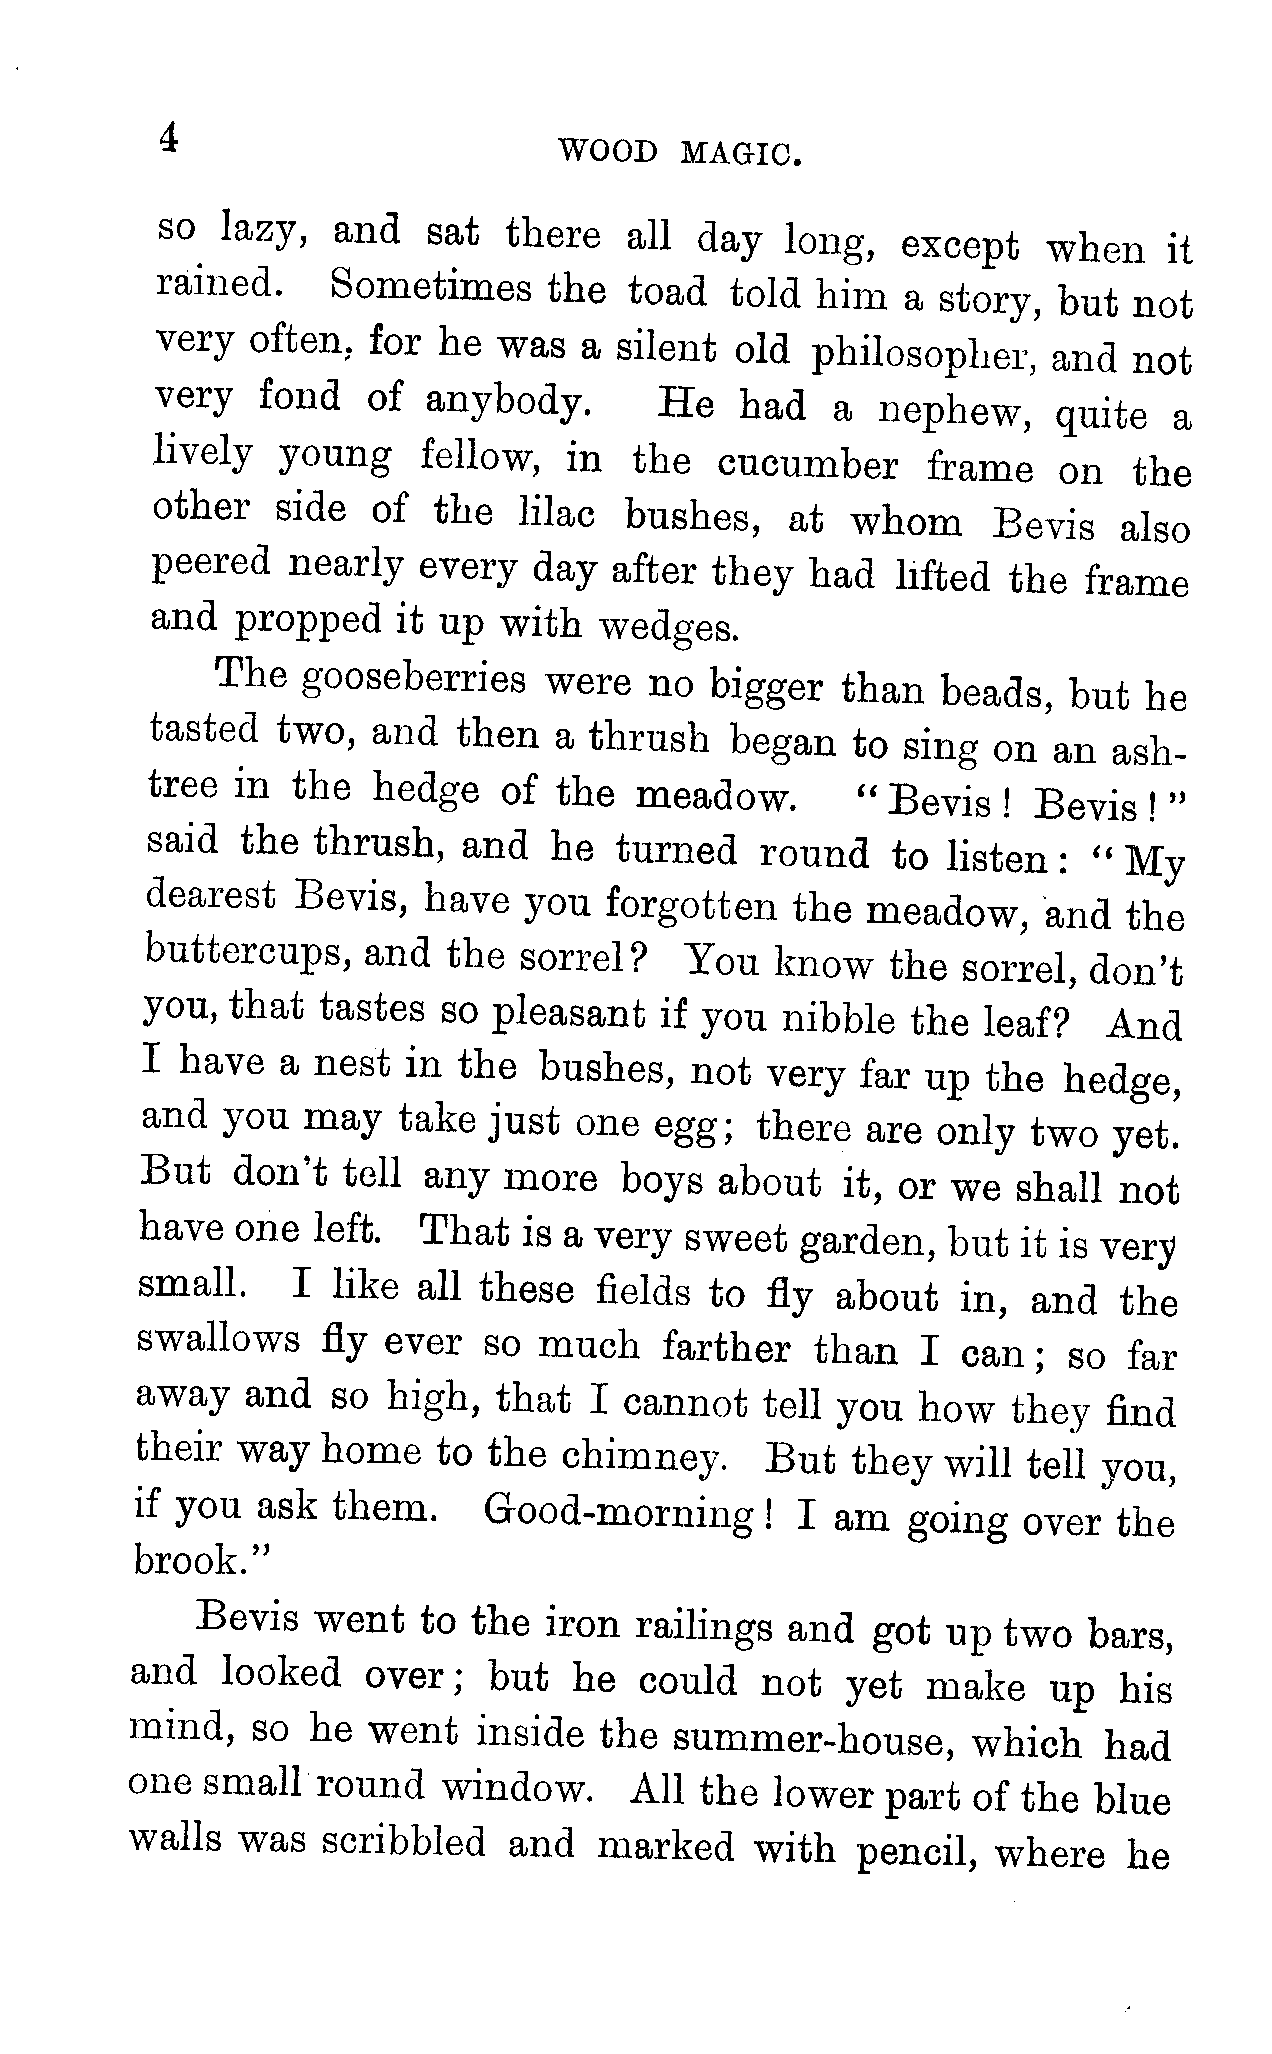 4
WOOD MAGIC.
so lazy, and sat there all day long, except when it
rained. Sometimes the toad told him a story, but not
very often, for he was a silent old philosopher, and not
very fond of anybody. He had a nephew, quite a
lively young fellow, in the cucumber frame on the
other side of the lilac bushes, at whom Bevis also
peered nearly every day after they had lifted the frame
and propped it up with wedges.
The gooseberries were no bigger than beads, but he
tasted two, and then a thrush began to sing on an ash-
tree in the hedge of the meadow. "Bevis! Bevis!"
said the thrush, and he turned round to listen: "My
dearest Bevis, have you forgotten the meadow, and the
buttercups, and the sorrel? You know the sorrel, don't
you, that tastes so pleasant if you nibble the leaf? And
I have a nest in the bushes, not very far up the hedge,
and you may take just one egg; there are only two yet.
But don't tell any more boys about it, or we shall not
have one left. That is a very sweet garden, but it is very
small. I like all these fields to fly about in, and the
swallows fly ever so much farther than I can; so far
away and so high, that I cannot tell you how they find
their way home to the chimney. But they will tell you,
if you ask them. Good-morning! I am going over the
brook."
Bevis went to the iron railings and got up two bars,
and looked over; but he could not yet make up his
mind, so he went inside the summer-house, which had
one small round window. All the lower part of the blue
walls was scribbled and marked with pencil, where he